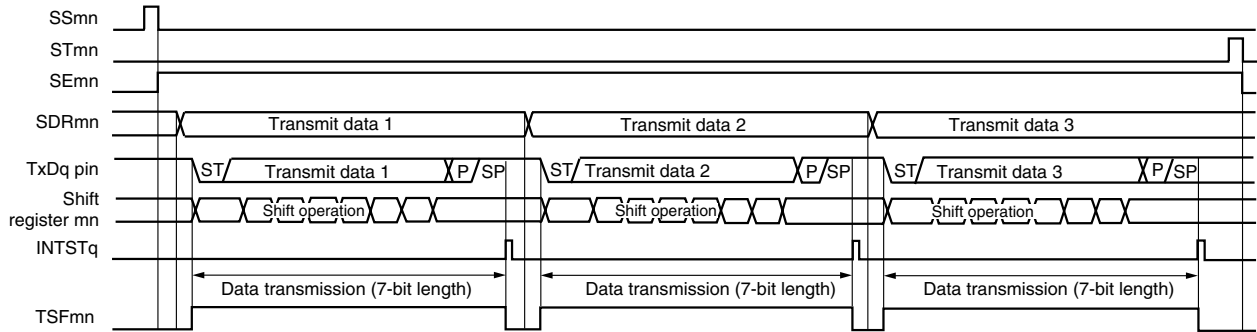 SSmn
STmn
SEmn
SDRmn Transmit data 1 Transmit data 2 Transmit data 3
TxDq pin ST Transmit data 1 P SP ST Transmit data 2 P SP ST Transmit data 3 P SP
Shift
register mn Shift operation Shift operation Shift operation
INTSTq
Data transmission (7-bit length) Data transmission (7-bit length) Data transmission (7-bit length)
TSFmn